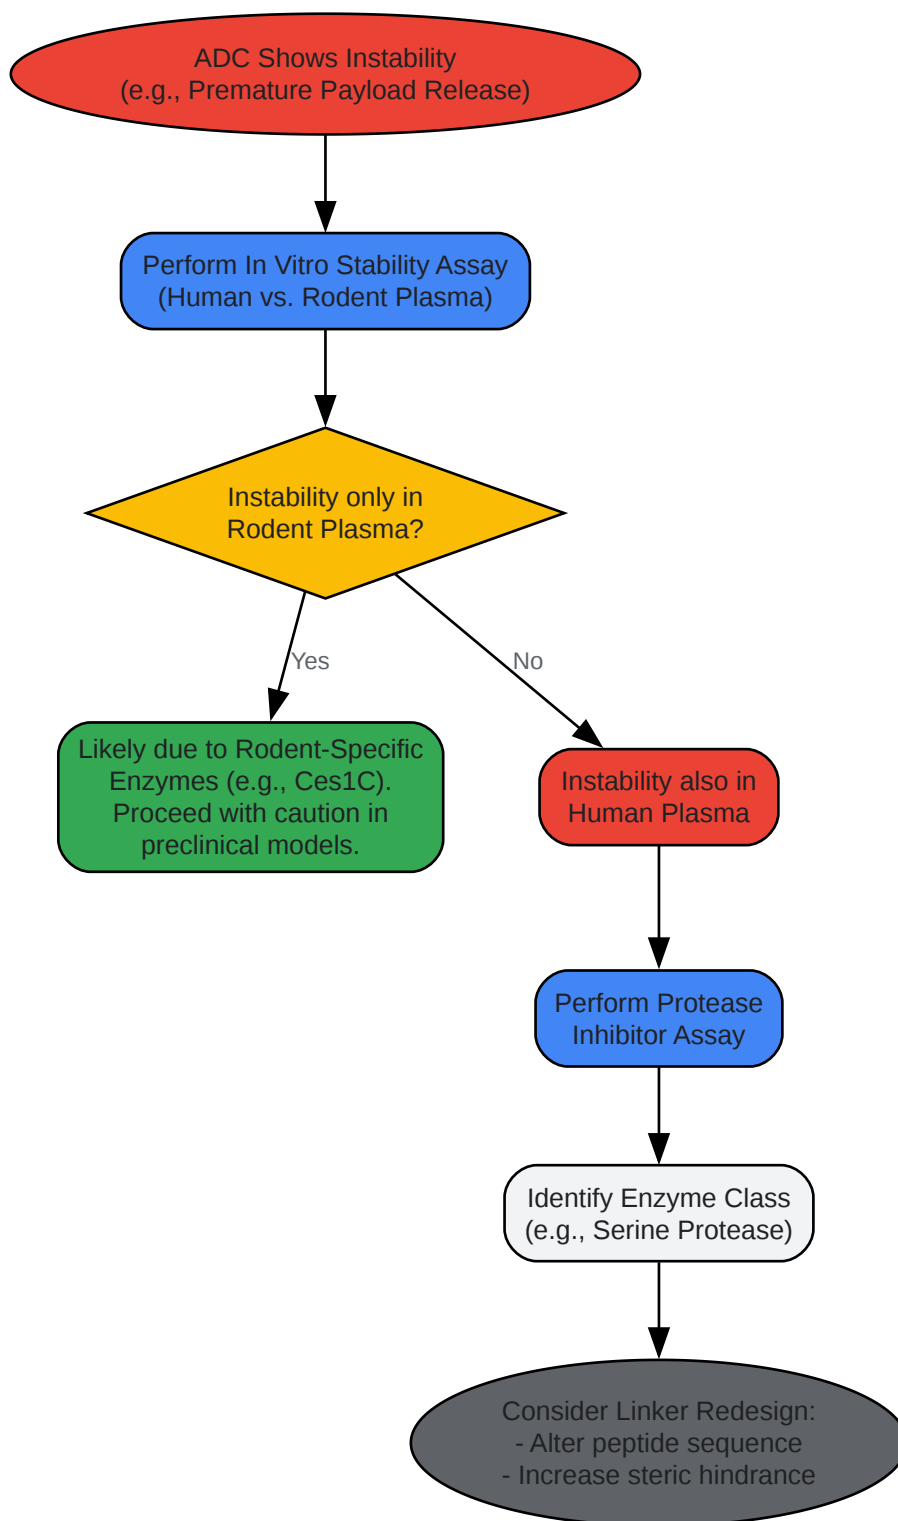 ADC Shows Instability
(e.g., Premature Payload Release)
Perform In Vitro Stability Assay
(Human vs. Rodent Plasma)
Instability only in
Rodent Plasma?
Yes
No
Likely due to Rodent-Specific
Enzymes (e.g., Ces1C).
Proceed with caution in
preclinical models.
Instability also in
Human Plasma
Perform Protease
Inhibitor Assay
Identify Enzyme Class
(e.g., Serine Protease)
Consider Linker Redesign:
- Alter peptide sequence
- Increase steric hindrance